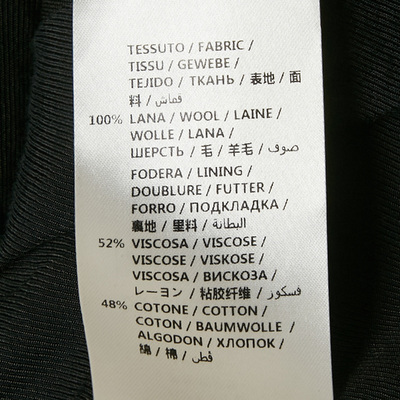 TESSUTO / FABRIC /
TISSU / GEWEBE /
TEJIDO / ТКАНЬ / 表地 / 面
料 / قماش /
100% LANA / WOOL / LAINE /
WOLLE / LANA /
ШЕРСТЬ / 毛 / 羊毛 / صوف /
FODERA / LINING /
DOUBLURE / FUTTER /
FORRO / ПОДКЛАДКА /
裏地 / 里料 / البطانة /
52% VISCOSA / VISCOSE /
VISCOSE / VISKOSE /
VISCOSA / ВИСКОЗА /
レーヨン / 粘胶纤维 / فسكوز /
48% COTONE / COTTON /
COTON / BAUMWOLLE /
ALGODON / ХЛОПОК /
綿 / 棉 / قطن /